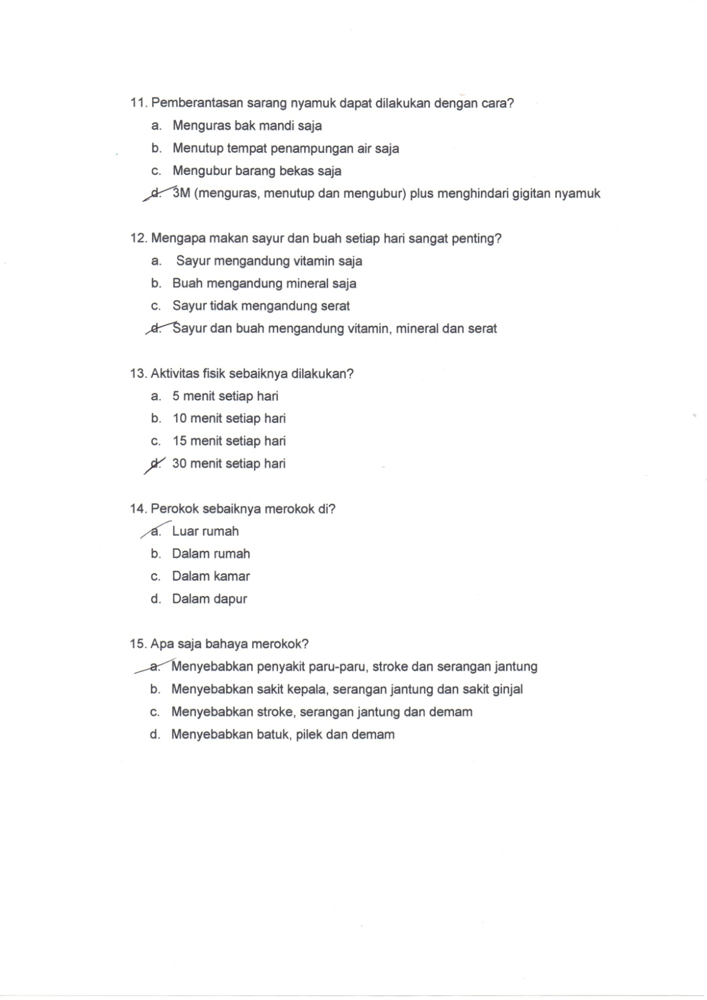 11. Pemberantasan sarang nyamuk dapat dilakukan dengan cara?
a. Menguras bak mandi saja
b. Menutup tempat penampungan air saja
c. Mengubur barang bekas saja
d. 3M (menguras, menutup dan mengubur) plus menghindari gigitan nyamuk
12. Mengapa makan sayur dan buah setiap hari sangat penting?
a. Sayur mengandung vitamin saja
b. Buah mengandung mineral saja
c. Sayur tidak mengandung serat
d. Sayur dan buah mengandung vitamin, mineral dan serat
13. Aktivitas fisik sebaiknya dilakukan?
a. 5 menit setiap hari
b. 10 menit setiap hari
c. 15 menit setiap hari
d. 30 menit setiap hari
14. Perokok sebaiknya merokok di?
a. Luar rumah
b. Dalam rumah
c. Dalam kamar
d. Dalam dapur
15. Apa saja bahaya merokok?
a. Menyebabkan penyakit paru-paru, stroke dan serangan jantung
b. Menyebabkan sakit kepala, serangan jantung dan sakit ginjal
c. Menyebabkan stroke, serangan jantung dan demam
d. Menyebabkan batuk, pilek dan demam